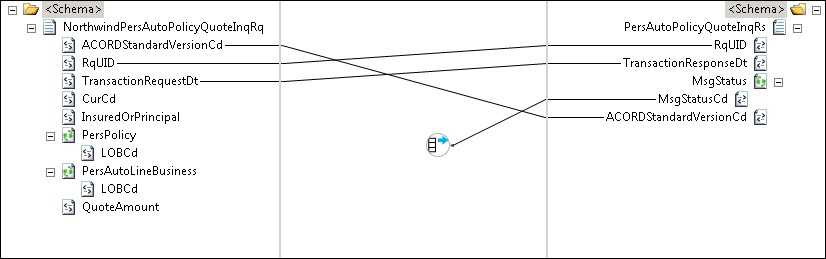 <Schema>
NorthwindPersAutoPolicyQuoteInqRq
ACORDStandardVersionCd
RqUID
TransactionRequestDt
CurCd
InsuredOrPrincipal
PersPolicy
LOBCd
PersAutoLineBusiness
LOBCd
QuoteAmount
<Schema>
PersAutoPolicyQuoteInqRs
RqUID
TransactionResponseDt
MsgStatus
MsgStatusCd
ACORDStandardVersionCd